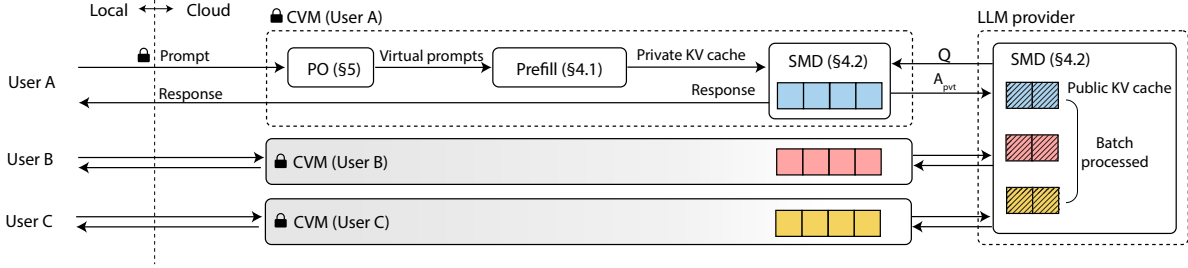 Local Cloud
CVM (User A)
LLM provider
User A
Prompt
PO (§5)
Virtual prompts
Prefill (§4.1)
Private KV cache
SMD (§4.2)
Response
Response
Q
A_pvt
SMD (§4.2)
Public KV cache
Batch
processed
User B
CVM (User B)
User C
CVM (User C)